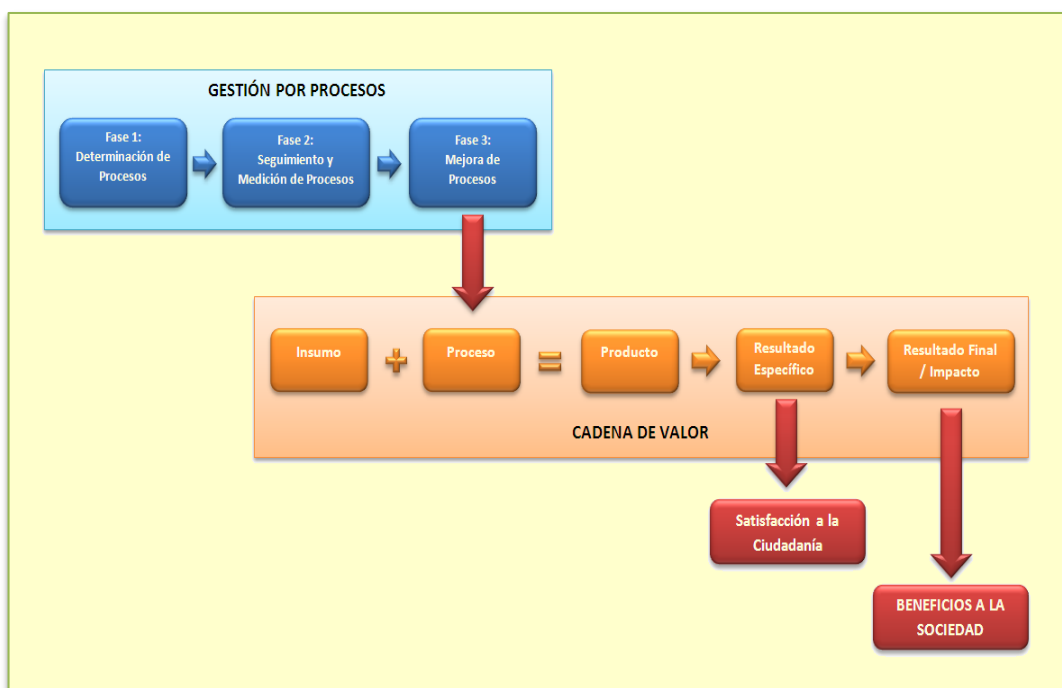 GESTIÓN POR PROCESOS
Fase 1:
Determinación de
Procesos
Fase 2:
Seguimiento y
Medición de Procesos
Fase 3:
Mejora de
Procesos
Insumo
+
Proceso
=
Producto
Resultado
Específico
Resultado Final
/ Impacto
CADENA DE VALOR
Satisfacción a la
Ciudadanía
BENEFICIOS A LA
SOCIEDAD